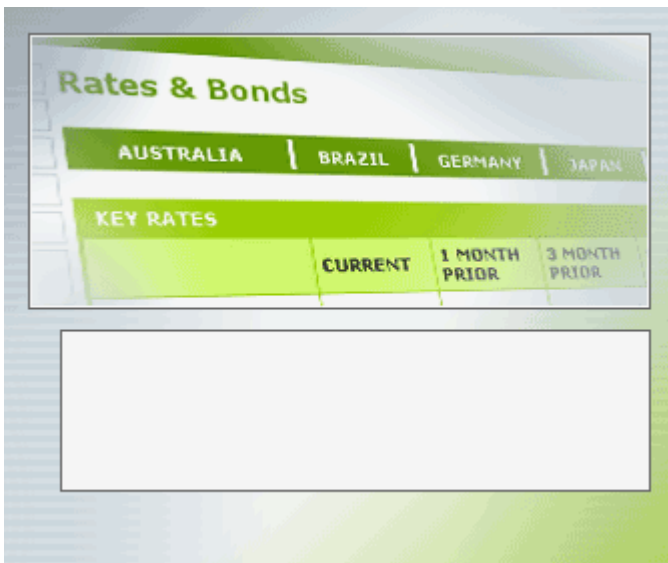 Rates & Bonds
AUSTRALIA | BRAZIL | GERMANY | JAPAN
KEY RATES
CURRENT 1 MONTH PRIOR 3 MONTH PRIOR